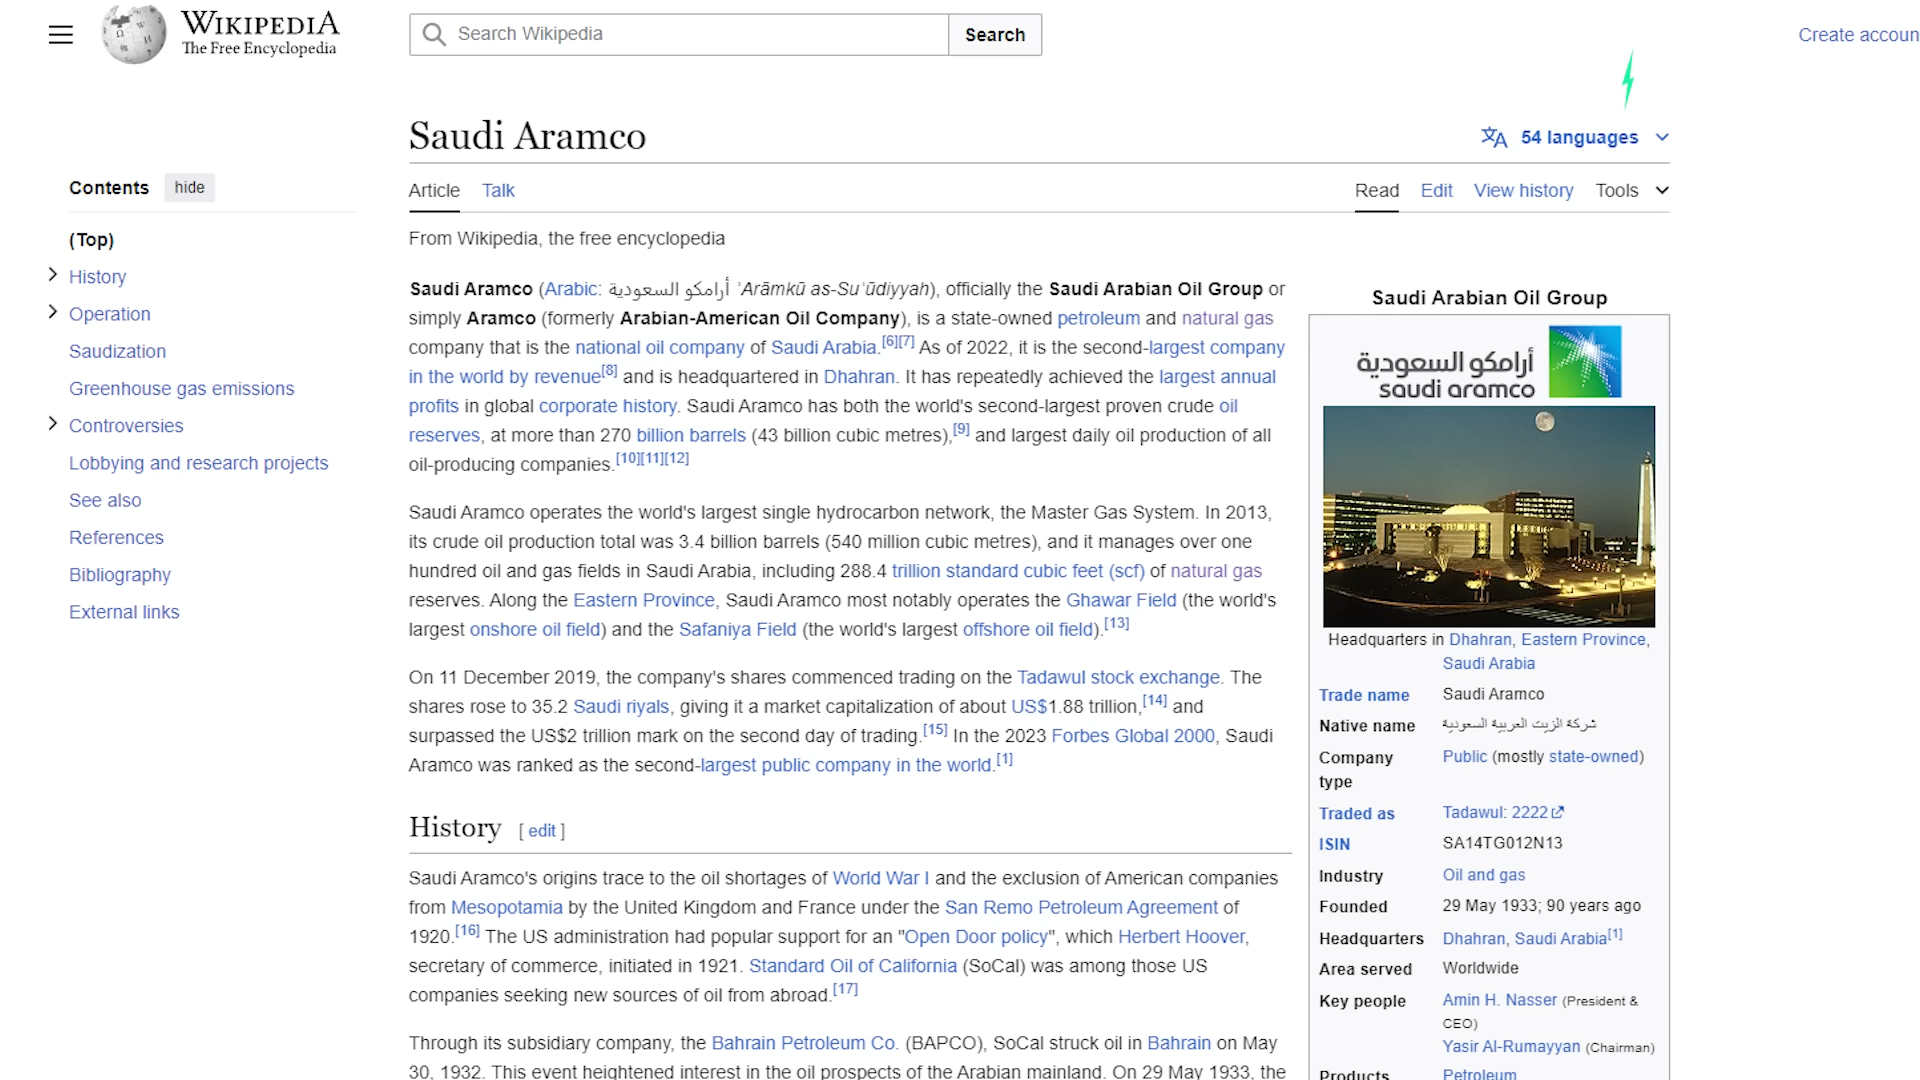 WIKIPEDIA
The Free Encyclopedia
Search Wikipedia
Search
Create accoun
Saudi Aramco
54 languages
Contents hide
Article Talk
Read Edit View history Tools
(Top)
History
Operation
Saudization
Greenhouse gas emissions
Controversies
Lobbying and research projects
See also
References
Bibliography
External links
From Wikipedia, the free encyclopedia
Saudi Aramco (Arabic: أرامكو السعودية ʾArāmkū as-Suʿūdiyyah), officially the Saudi Arabian Oil Group or
simply Aramco (formerly Arabian-American Oil Company), is a state-owned petroleum and natural gas
company that is the national oil company of Saudi Arabia.[6][7] As of 2022, it is the second-largest company
in the world by revenue[8] and is headquartered in Dhahran. It has repeatedly achieved the largest annual
profits in global corporate history. Saudi Aramco has both the world's second-largest proven crude oil
reserves, at more than 270 billion barrels (43 billion cubic metres),[9] and largest daily oil production of all
oil-producing companies.[10][11][12]
Saudi Aramco operates the world's largest single hydrocarbon network, the Master Gas System. In 2013,
its crude oil production total was 3.4 billion barrels (540 million cubic metres), and it manages over one
hundred oil and gas fields in Saudi Arabia, including 288.4 trillion standard cubic feet (scf) of natural gas
reserves. Along the Eastern Province, Saudi Aramco most notably operates the Ghawar Field (the world's
largest onshore oil field) and the Safaniya Field (the world's largest offshore oil field).[13]
On 11 December 2019, the company's shares commenced trading on the Tadawul stock exchange. The
shares rose to 35.2 Saudi riyals, giving it a market capitalization of about US$1.88 trillion,[14] and
surpassed the US$2 trillion mark on the second day of trading.[15] In the 2023 Forbes Global 2000, Saudi
Aramco was ranked as the second-largest public company in the world.[1]
History [ edit ]
Saudi Aramco's origins trace to the oil shortages of World War I and the exclusion of American companies
from Mesopotamia by the United Kingdom and France under the San Remo Petroleum Agreement of
1920.[16] The US administration had popular support for an "Open Door policy", which Herbert Hoover,
secretary of commerce, initiated in 1921. Standard Oil of California (SoCal) was among those US
companies seeking new sources of oil from abroad.[17]
Through its subsidiary company, the Bahrain Petroleum Co. (BAPCO), SoCal struck oil in Bahrain on May
30, 1932. This event heightened interest in the oil prospects of the Arabian mainland. On 29 May 1933, the
Saudi Arabian Oil Group
أرامكو السعودية
saudi aramco
Headquarters in Dhahran, Eastern Province,
Saudi Arabia
Trade name Saudi Aramco
Native name شركة الزيت العربية السعودية
Company Public (mostly state-owned)
type
Traded as Tadawul: 2222
ISIN SA14TG012N13
Industry Oil and gas
Founded 29 May 1933; 90 years ago
Headquarters Dhahran, Saudi Arabia[1]
Area served Worldwide
Key people Amin H. Nasser (President &
CEO)
Yasir Al-Rumayyan (Chairman)
Products Petroleum